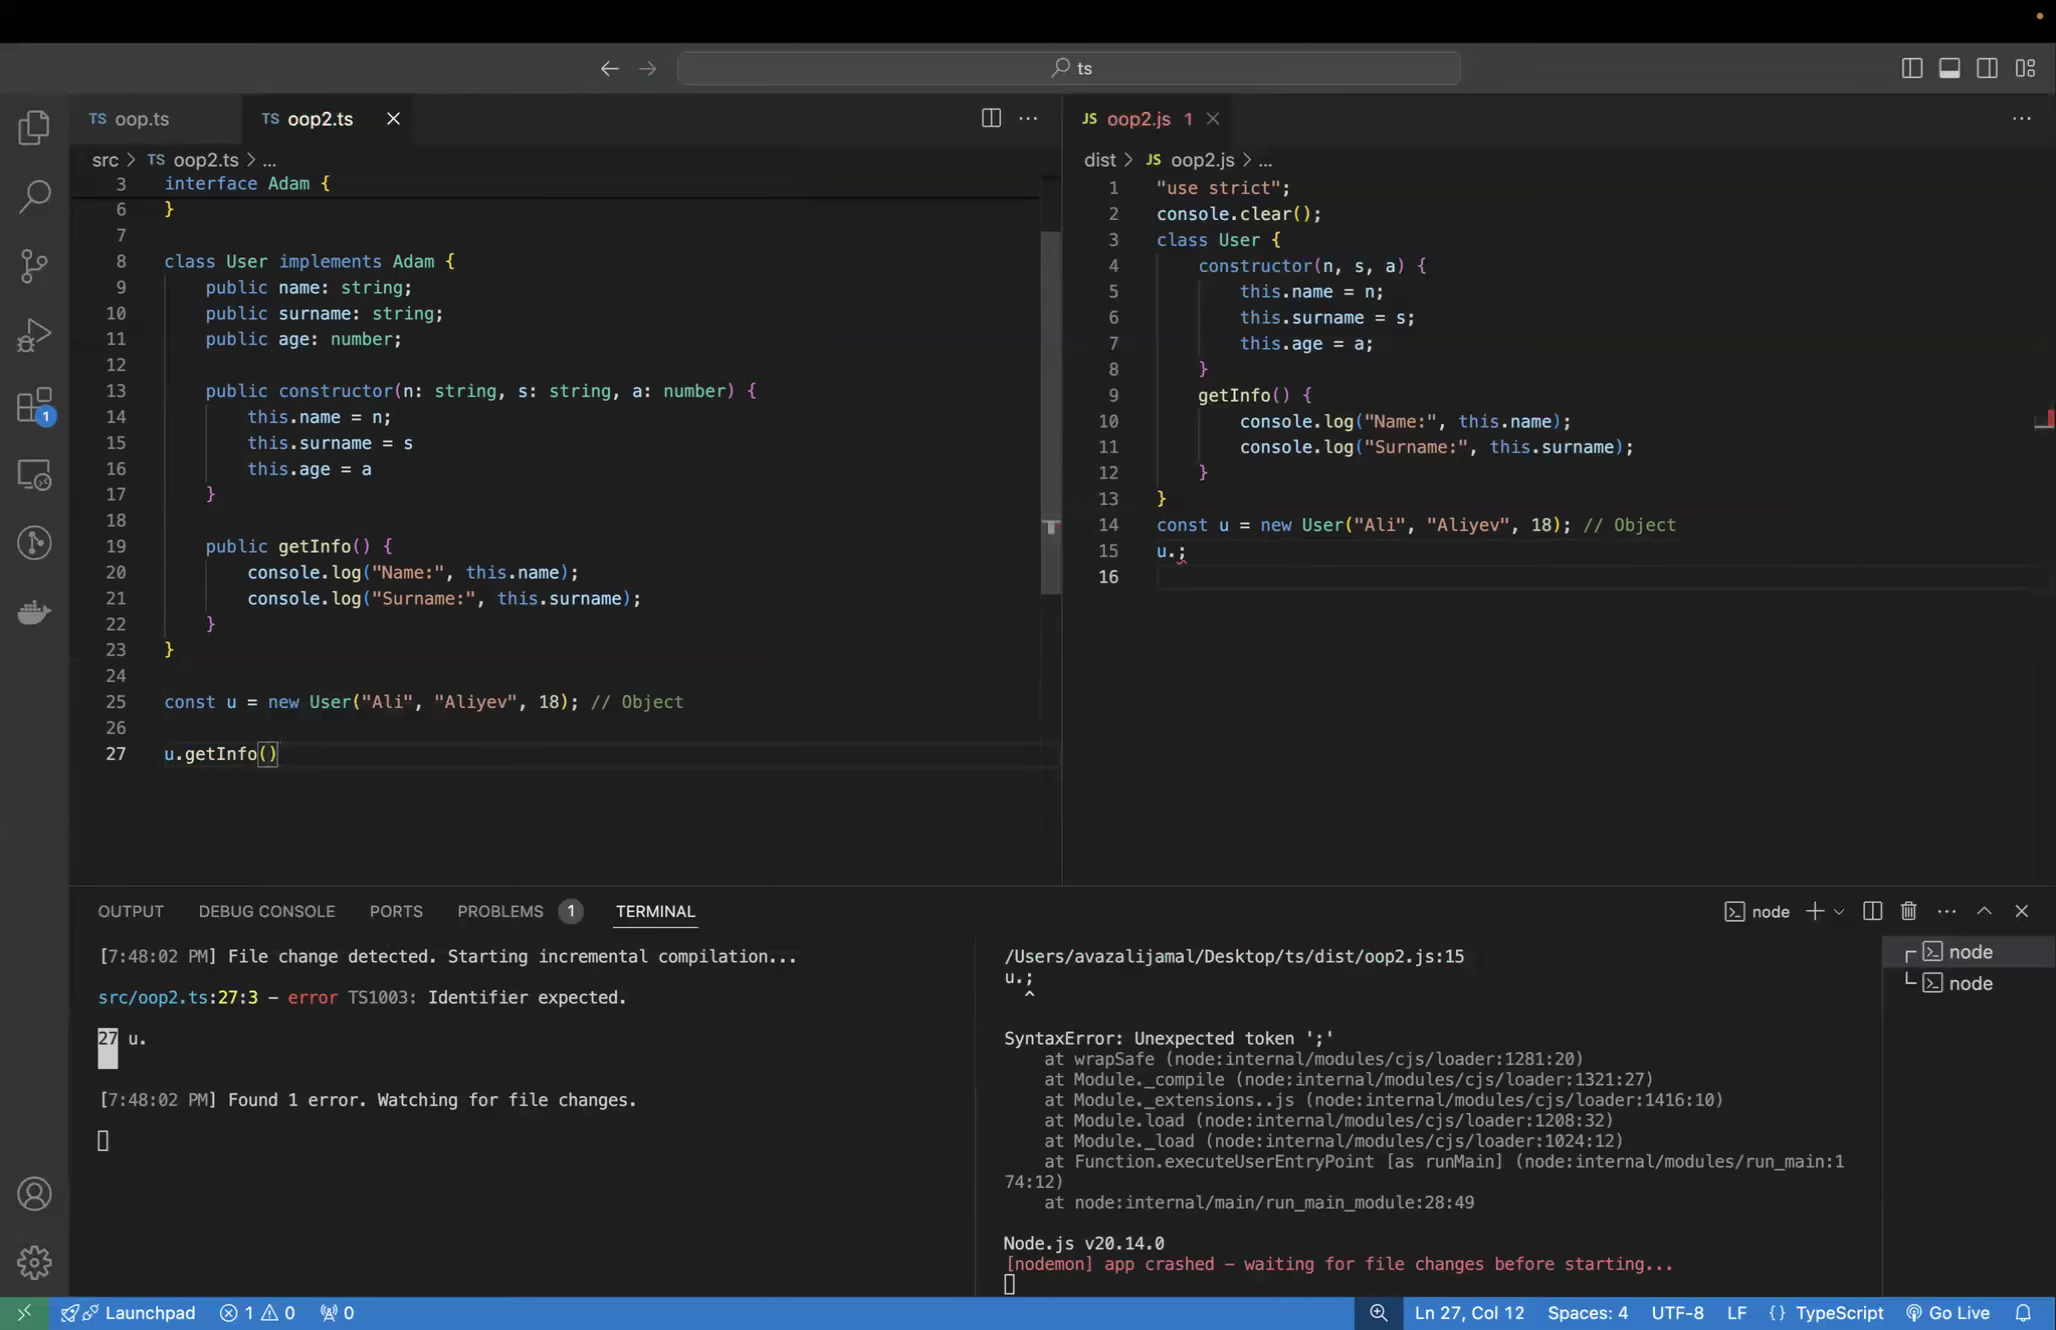 ts
TS oop.ts
TS oop2.ts
JS oop2.js 1
src > TS oop2.ts > ...
3 interface Adam {
6 }
7
8 class User implements Adam {
9 public name: string;
10 public surname: string;
11 public age: number;
12
13 public constructor(n: string, s: string, a: number) {
14 this.name = n;
15 this.surname = s
16 this.age = a
17 }
18
19 public getInfo() {
20 console.log("Name:", this.name);
21 console.log("Surname:", this.surname);
22 }
23 }
24
25 const u = new User("Ali", "Aliyev", 18); // Object
26
27 u.getInfo()
dist > JS oop2.js > ...
1 "use strict";
2 console.clear();
3 class User {
4 constructor(n, s, a) {
5 this.name = n;
6 this.surname = s;
7 this.age = a;
8 }
9 getInfo() {
10 console.log("Name:", this.name);
11 console.log("Surname:", this.surname);
12 }
13 }
14 const u = new User("Ali", "Aliyev", 18); // Object
15 u.;
16
1
OUTPUT DEBUG CONSOLE PORTS PROBLEMS 1 TERMINAL
node
[7:48:02 PM] File change detected. Starting incremental compilation...
src/oop2.ts:27:3 – error TS1003: Identifier expected.
27 u.
[7:48:02 PM] Found 1 error. Watching for file changes.
/Users/avazalijamal/Desktop/ts/dist/oop2.js:15
u.;
^
SyntaxError: Unexpected token ';'
at wrapSafe (node:internal/modules/cjs/loader:1281:20)
at Module._compile (node:internal/modules/cjs/loader:1321:27)
at Module._extensions..js (node:internal/modules/cjs/loader:1416:10)
at Module.load (node:internal/modules/cjs/loader:1208:32)
at Module._load (node:internal/modules/cjs/loader:1024:12)
at Function.executeUserEntryPoint [as runMain] (node:internal/modules/run_main:1
74:12)
at node:internal/main/run_main_module:28:49
Node.js v20.14.0
[nodemon] app crashed – waiting for file changes before starting...
node
node
Launchpad 1 0 0
Ln 27, Col 12 Spaces: 4 UTF-8 LF {} TypeScript Go Live